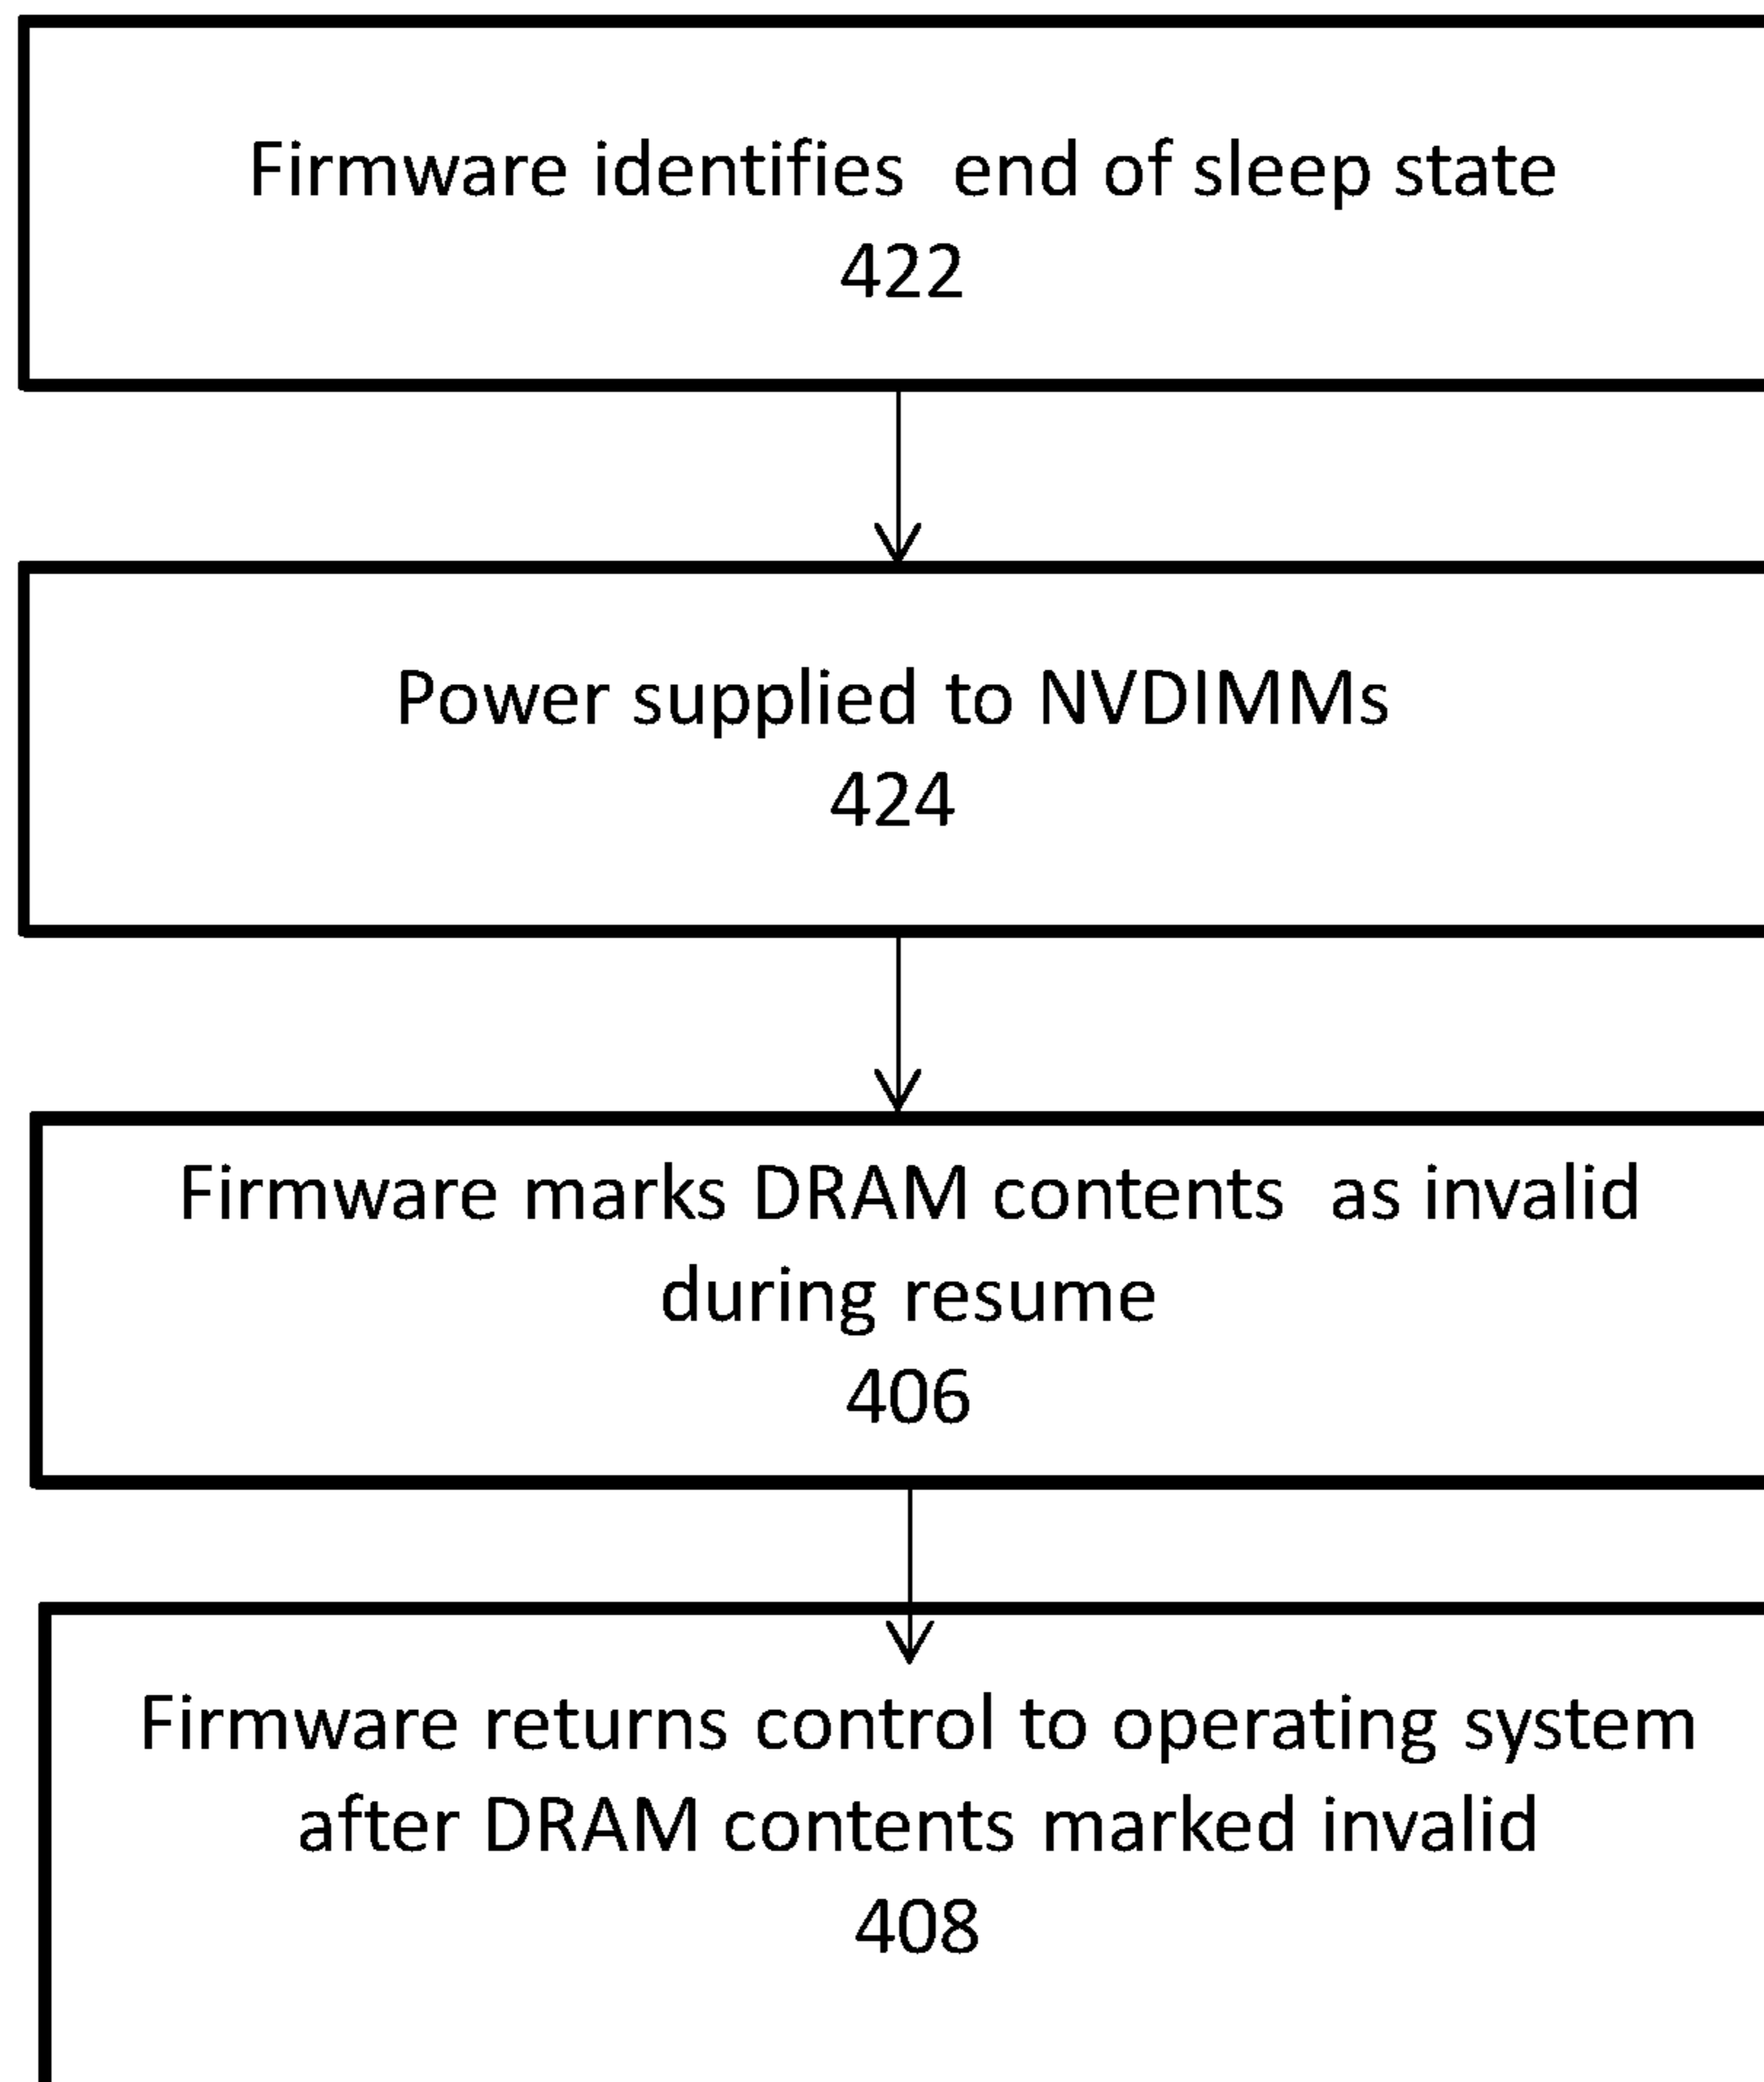 Firmware identifies end of sleep state
422
Power supplied to NVDIMMs
424
Firmware marks DRAM contents as invalid
during resume
406
Firmware returns control to operating system
after DRAM contents marked invalid
408